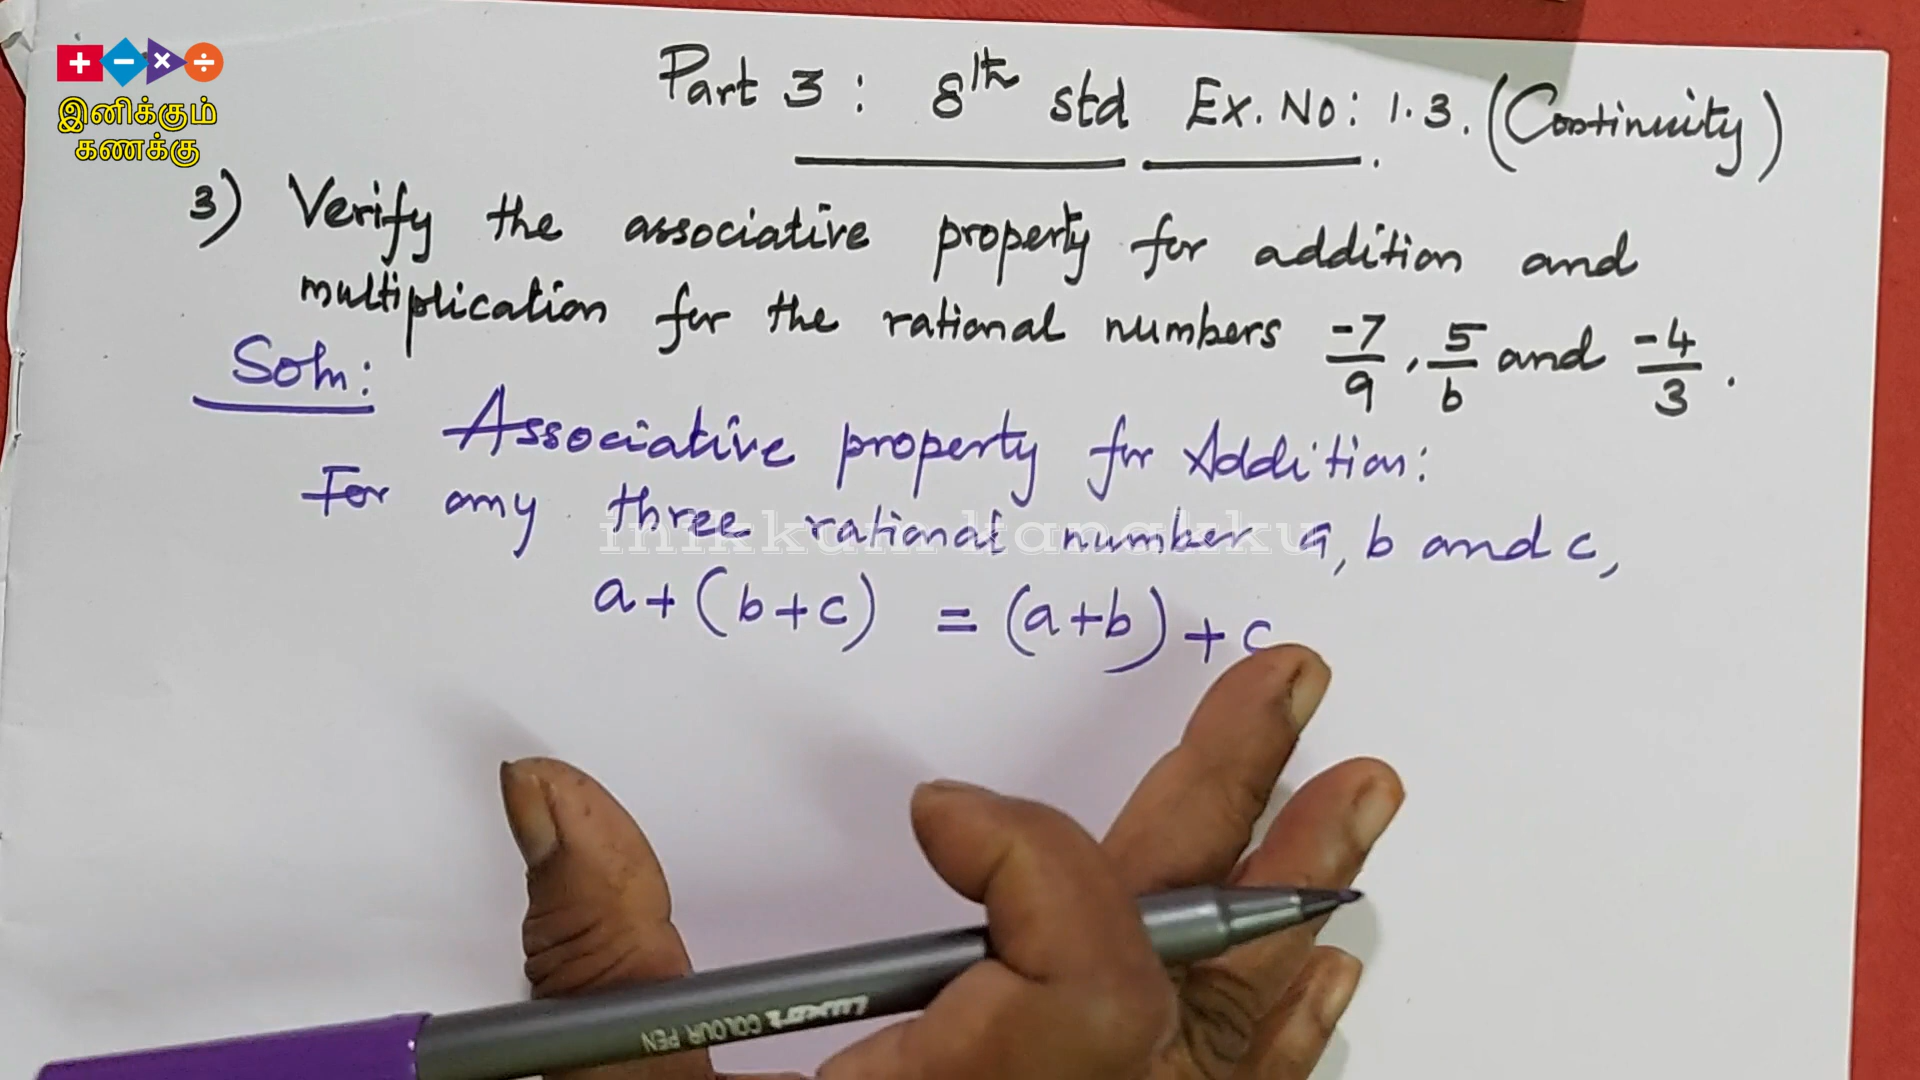 இனிக்கும்
கணக்கு
Part 3 : 8th std Ex. No: 1.3. (Continuity)
3) Verify the associative property for addition and
multiplication for the rational numbers -7/9, 5/6 and -4/3.
Soln:
Associative property for Addition:
For any three rational number a, b and c,
a+(b+c) = (a+b)+c
inikkum kanakku
LUXOR COLOUR PEN